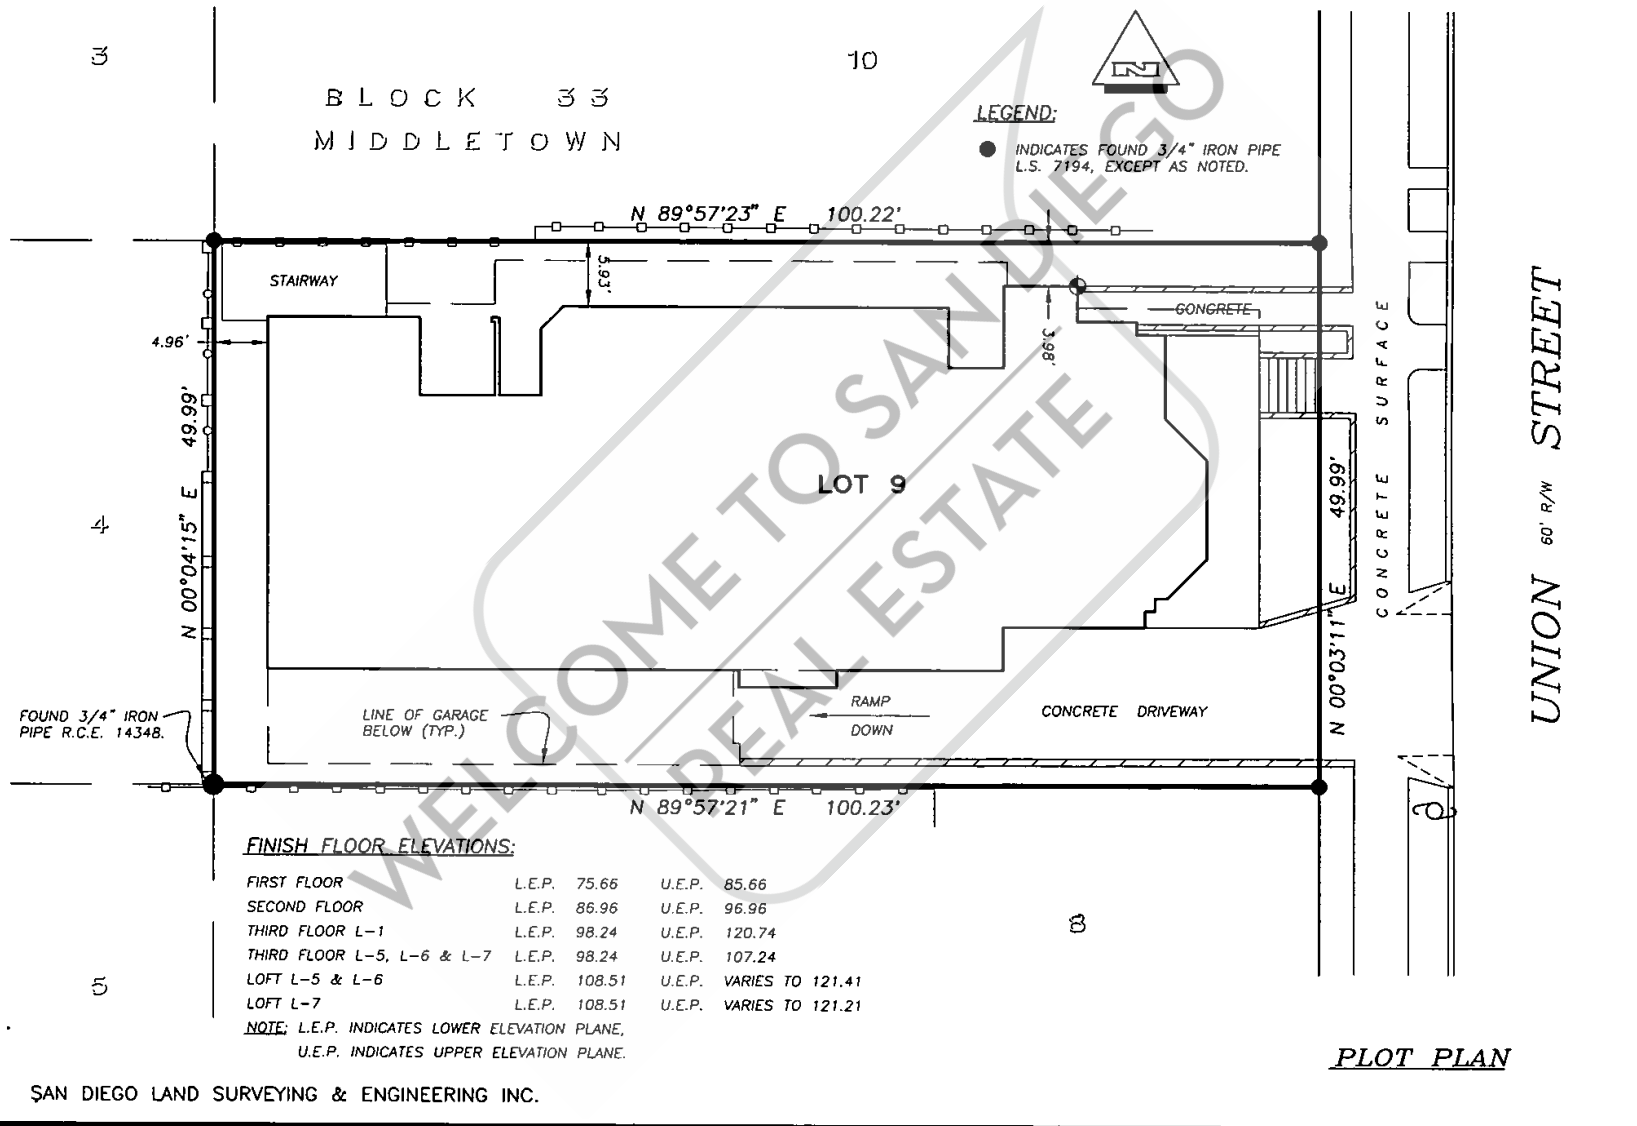 3
10
BLOCK 33
MIDDLETOWN
N
LEGEND:
INDICATES FOUND 3/4" IRON PIPE
L.S. 7194, EXCEPT AS NOTED.
N 89°57'23" E 100.22'
STAIRWAY
5.93'
CONCRETE
4.96'
3.98'
N 00°04'15" E 49.99'
LOT 9
4
N 00°03'11" E 49.99'
CONCRETE SURFACE
UNION 60' R/W STREET
FOUND 3/4" IRON
PIPE R.C.E. 14348.
LINE OF GARAGE
BELOW (TYP.)
RAMP
DOWN
CONCRETE DRIVEWAY
N 89°57'21" E 100.23'
FINISH FLOOR ELEVATIONS:
FIRST FLOOR L.E.P. 75.66 U.E.P. 85.66
SECOND FLOOR L.E.P. 86.96 U.E.P. 96.96
THIRD FLOOR L-1 L.E.P. 98.24 U.E.P. 120.74
THIRD FLOOR L-5, L-6 & L-7 L.E.P. 98.24 U.E.P. 107.24
LOFT L-5 & L-6 L.E.P. 108.51 U.E.P. VARIES TO 121.41
LOFT L-7 L.E.P. 108.51 U.E.P. VARIES TO 121.21
NOTE: L.E.P. INDICATES LOWER ELEVATION PLANE,
U.E.P. INDICATES UPPER ELEVATION PLANE.
8
5
PLOT PLAN
SAN DIEGO LAND SURVEYING & ENGINEERING INC.
WELCOME TO SAN DIEGO
REAL ESTATE